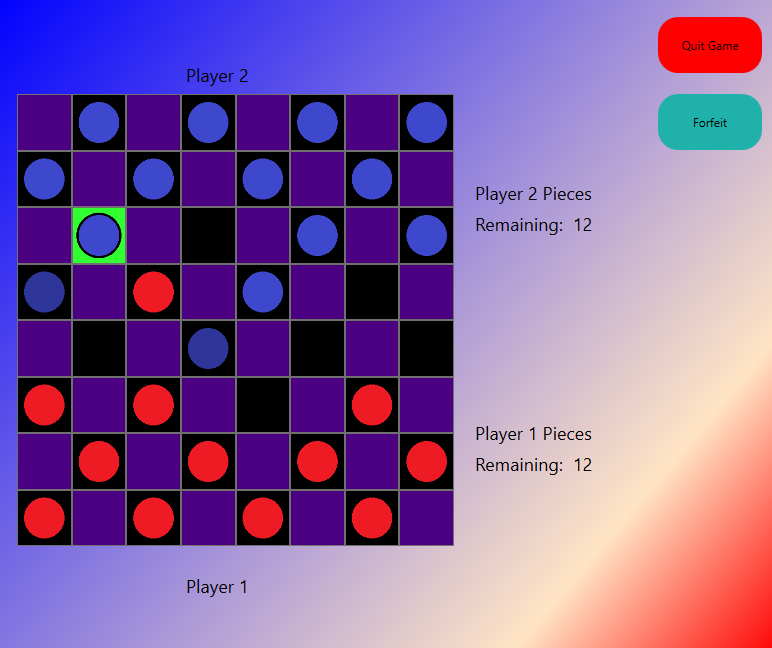 Quit Game
Player 2
Forfeit
Player 2 Pieces
Remaining: 12
Player 1 Pieces
Remaining: 12
Player 1